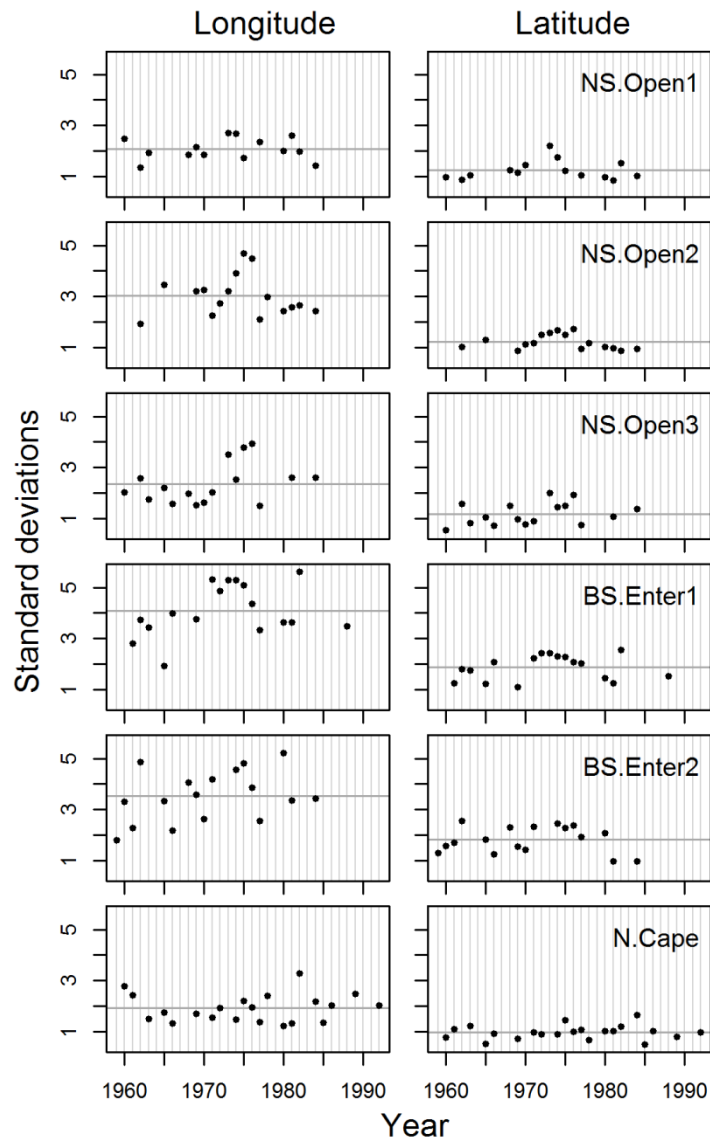 Longitude Latitude
5
3
1
NS.Open1
5
3
1
NS.Open2
5
3
1
NS.Open3
Standard deviations
5
3
1
BS.Enter1
5
3
1
BS.Enter2
5
3
1
N.Cape
1960 1970 1980 1990 1960 1970 1980 1990
Year